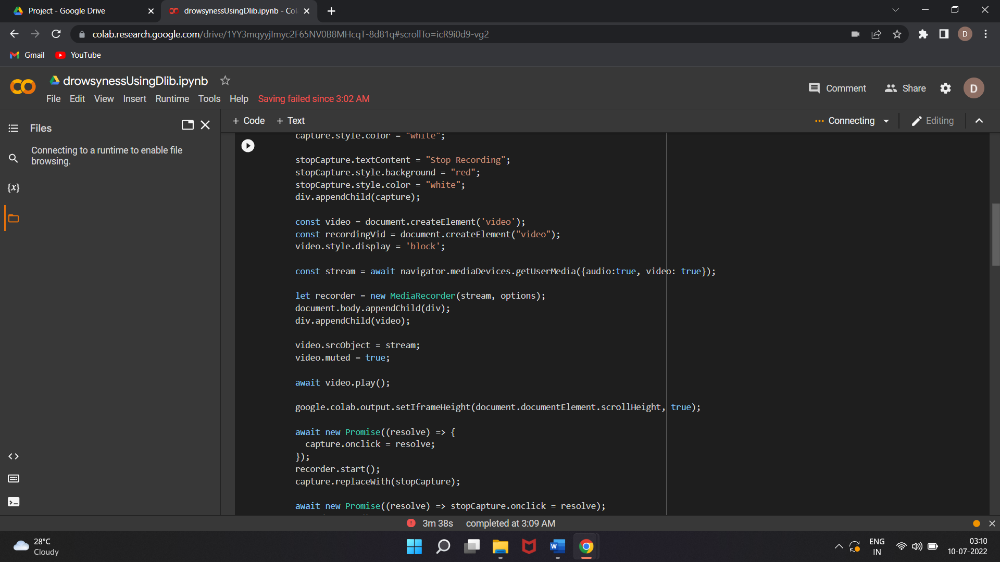 Project - Google Drive
drowsynessUsingDlib.ipynb - Col
colab.research.google.com/drive/1YY3mqyyjImyc2F65NV0B8MHcqT-8d81q#scrollTo=icR9i0d9-vg2
D
Gmail
YouTube
drowsynessUsingDlib.ipynb
File Edit View Insert Runtime Tools Help Saving failed since 3:02 AM
Comment
Share
D
Files
+ Code + Text
Connecting
Editing
Connecting to a runtime to enable file
browsing.
{x}
capture.style.color = "white";
stopCapture.textContent = "Stop Recording";
stopCapture.style.background = "red";
stopCapture.style.color = "white";
div.appendChild(capture);
const video = document.createElement('video');
const recordingVid = document.createElement("video");
video.style.display = 'block';
const stream = await navigator.mediaDevices.getUserMedia({audio:true, video: true});
let recorder = new MediaRecorder(stream, options);
document.body.appendChild(div);
div.appendChild(video);
video.srcObject = stream;
video.muted = true;
await video.play();
google.colab.output.setIframeHeight(document.documentElement.scrollHeight, true);
await new Promise((resolve) => {
capture.onclick = resolve;
});
recorder.start();
capture.replaceWith(stopCapture);
await new Promise((resolve) => stopCapture.onclick = resolve);
3m 38s completed at 3:09 AM
28°C
Cloudy
W
ENG
IN
03:10
10-07-2022